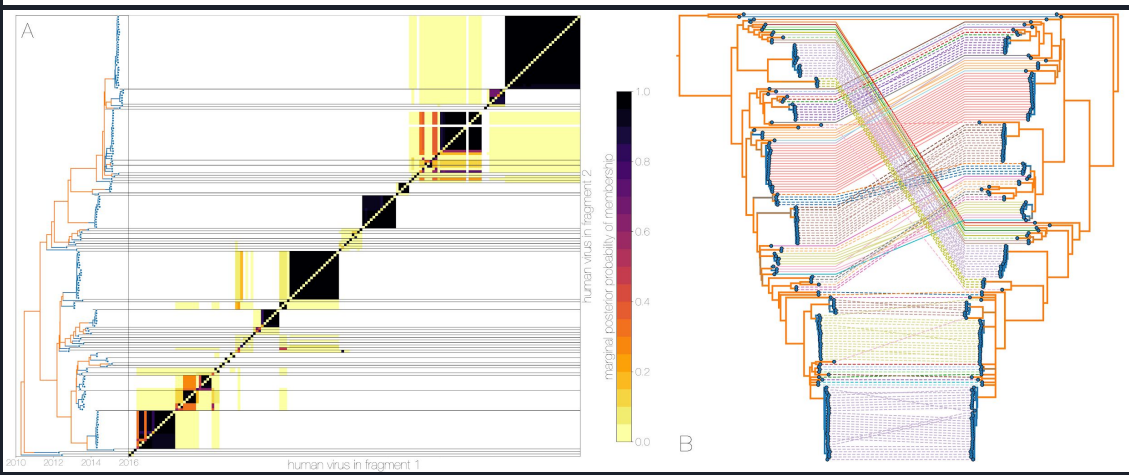 A
1.0
0.8
0.6
0.4
0.2
0.0
human virus in fragment 2
marginal posterior probability of membership
2010 2012 2014 2016
human virus in fragment 1
B